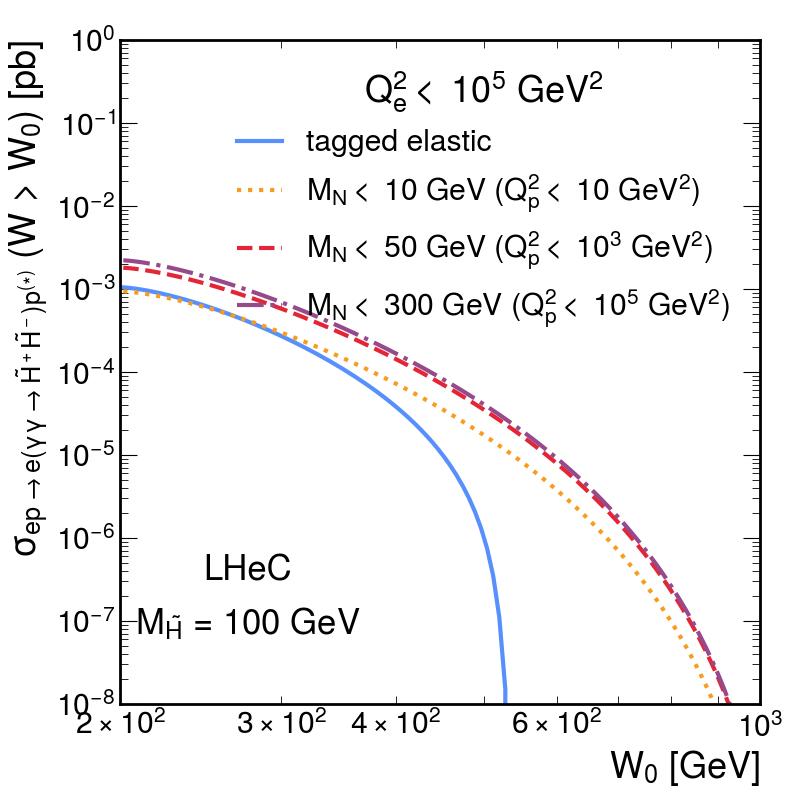 σ_{ep → e(γγ → H̃⁺H̃⁻)p^{(*)}} (W > W₀) [pb]
10⁰
10⁻¹
10⁻²
10⁻³
10⁻⁴
10⁻⁵
10⁻⁶
10⁻⁷
10⁻⁸
Q²ₑ < 10⁵ GeV²
tagged elastic
M_N < 10 GeV (Q²ₚ < 10 GeV²)
M_N < 50 GeV (Q²ₚ < 10³ GeV²)
M_N < 300 GeV (Q²ₚ < 10⁵ GeV²)
LHeC
M_H̃ = 100 GeV
2 × 10² 3 × 10² 4 × 10² 6 × 10² 10³
W₀ [GeV]